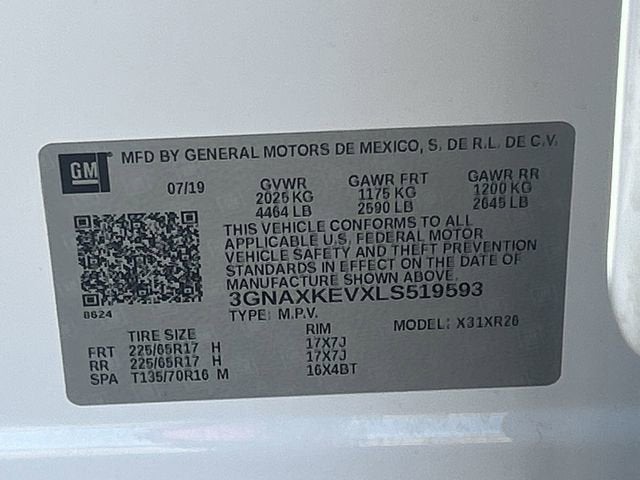 GM MFD BY GENERAL MOTORS DE MEXICO, S. DE R.L. DE C.V.
07/19 GVWR GAWR FRT GAWR RR
2025 KG 1175 KG 1200 KG
4464 LB 2590 LB 2645 LB
THIS VEHICLE CONFORMS TO ALL
APPLICABLE U.S. FEDERAL MOTOR
VEHICLE SAFETY AND THEFT PREVENTION
STANDARDS IN EFFECT ON THE DATE OF
MANUFACTURE SHOWN ABOVE.
3GNAXKEVXLS519593
8624 TYPE: M.P.V. MODEL: X31XR26
TIRE SIZE RIM
FRT 225/65R17 H 17X7J
RR 225/65R17 H 17X7J
SPA T135/70R16 M 16X4BT